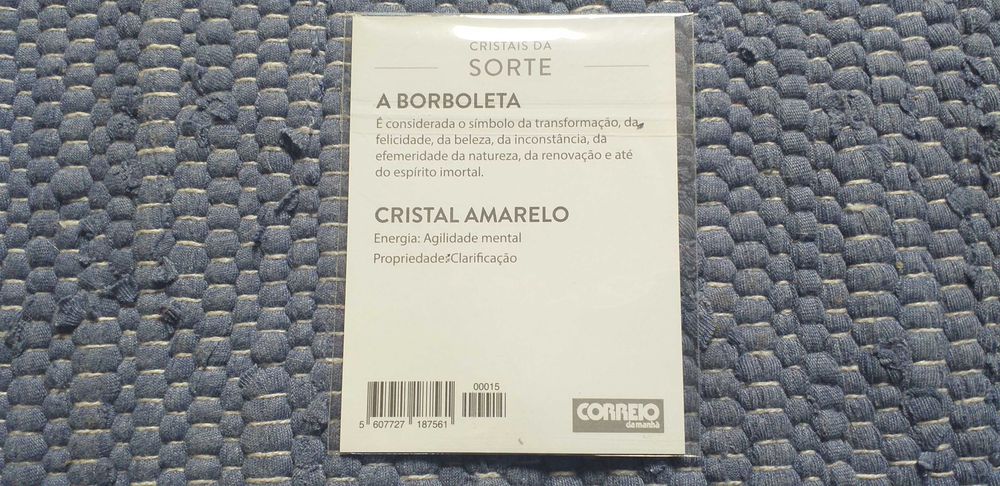 CRISTAIS DA
SORTE
A BORBOLETA
É considerada o símbolo da transformação, da
felicidade, da beleza, da inconstância, da
efemeridade da natureza, da renovação e até
do espírito imortal.
CRISTAL AMARELO
Energia: Agilidade mental
Propriedade: Clarificação
00015
5 607727 187561
CORREIO
da manhã